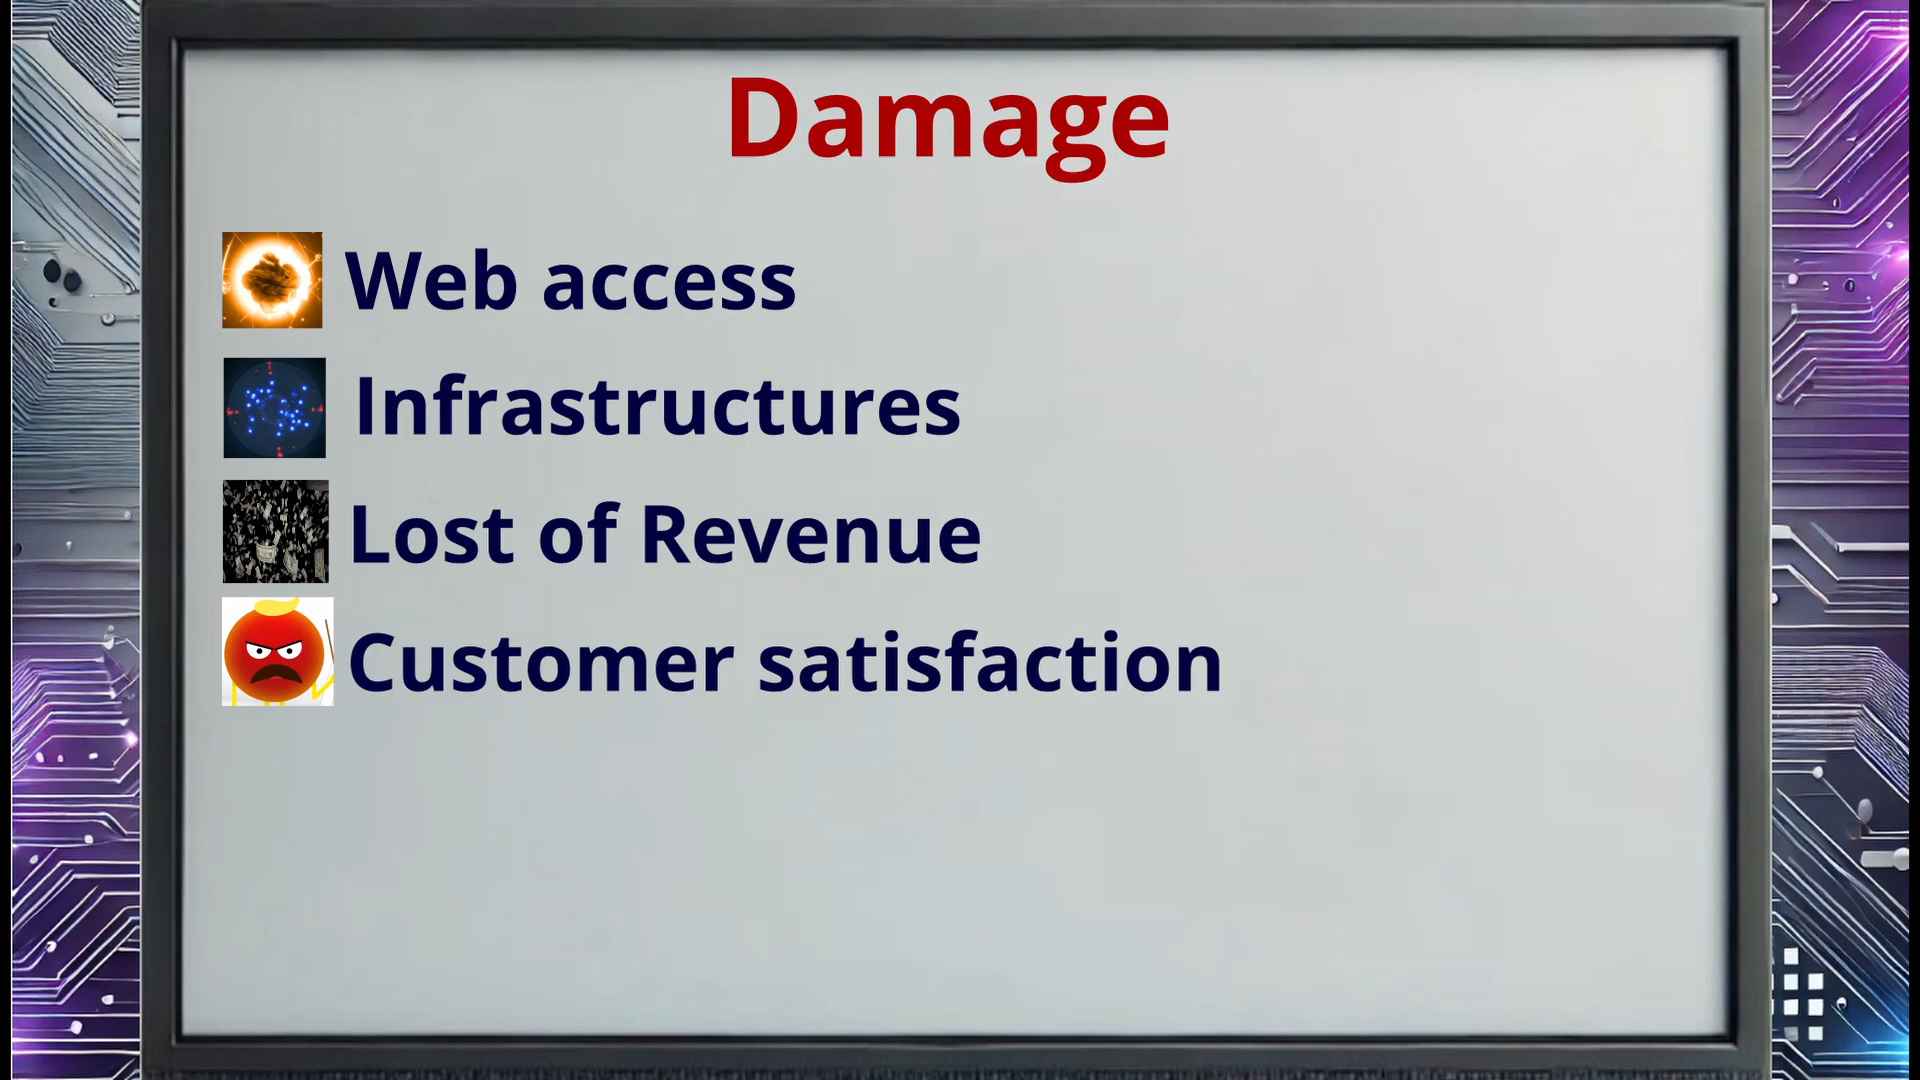 Damage
Web access
Infrastructures
Lost of Revenue
Customer satisfaction